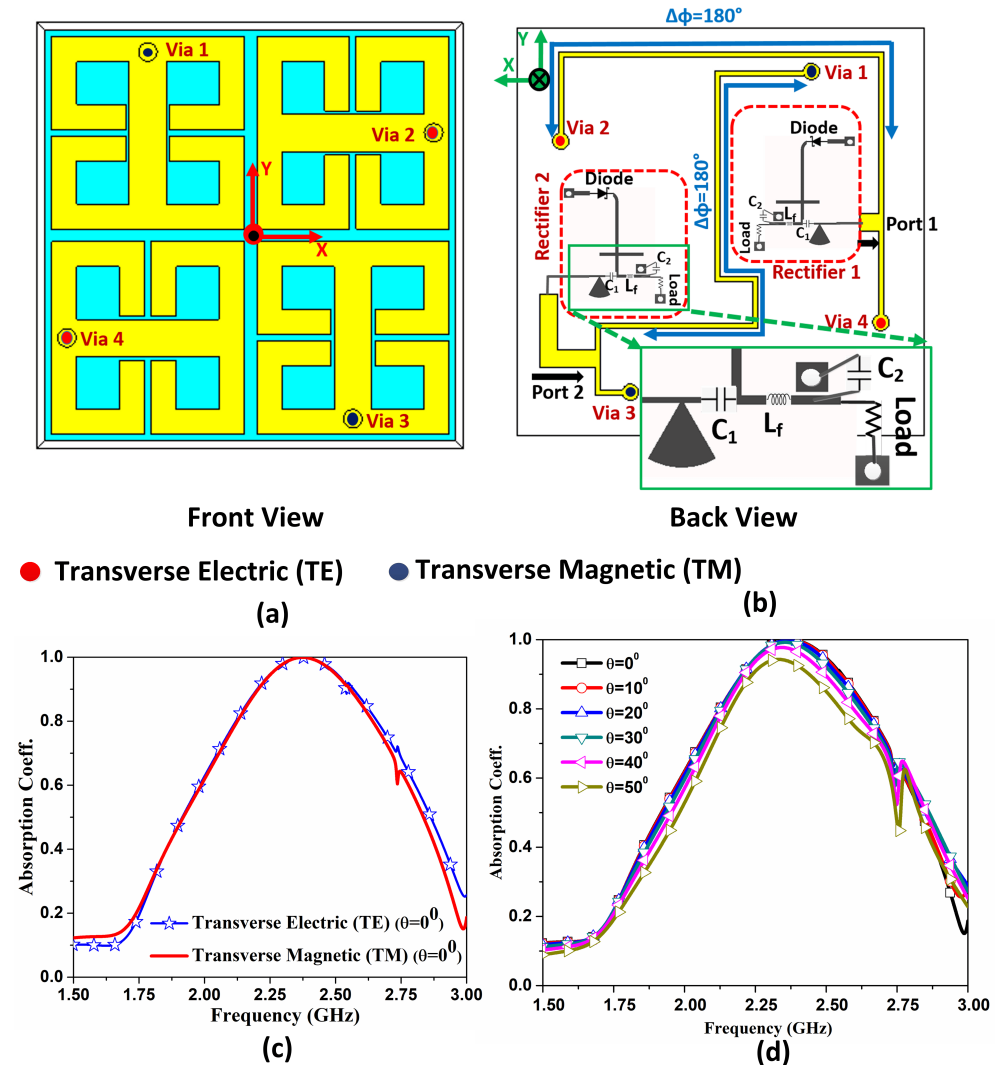 Via 1
Via 2
Y
X
Via 4
Via 3
Front View
Δϕ=180°
Y
X
Via 1
Via 2
Diode
Rectifier 2
Diode
Δϕ=180°
C2
Lf
C1
Load
Port 1
Rectifier 1
C2
C1
Lf
Load
Via 4
Port 2
Via 3
C1
Lf
C2
Load
Back View
Transverse Electric (TE)
Transverse Magnetic (TM)
(a)
(b)
1.0
0.8
0.6
0.4
0.2
0.0
Absorption Coeff.
Transverse Electric (TE) (θ=0⁰)
Transverse Magnetic (TM) (θ=0⁰)
1.50 1.75 2.00 2.25 2.50 2.75 3.00
Frequency (GHz)
(c)
1.0
0.8
0.6
0.4
0.2
0.0
Absorption Coeff.
θ=0⁰
θ=10⁰
θ=20⁰
θ=30⁰
θ=40⁰
θ=50⁰
1.50 1.75 2.00 2.25 2.50 2.75 3.00
Frequency (GHz)
(d)